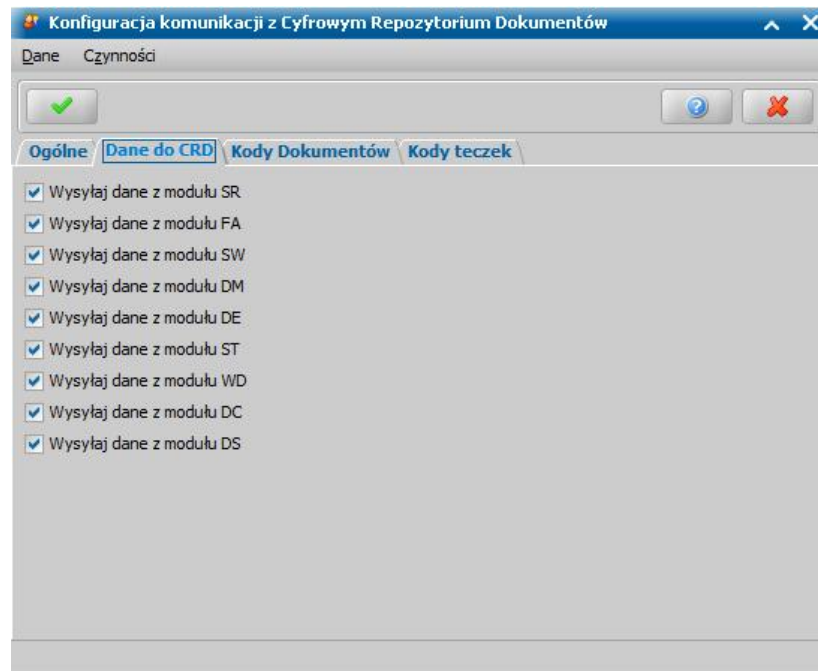 Konfiguracja komunikacji z Cyfrowym Repozytorium Dokumentów
Dane Czynności
Ogólne Dane do CRD Kody Dokumentów Kody teczek
Wysyłaj dane z modułu SR
Wysyłaj dane z modułu FA
Wysyłaj dane z modułu SW
Wysyłaj dane z modułu DM
Wysyłaj dane z modułu DE
Wysyłaj dane z modułu ST
Wysyłaj dane z modułu WD
Wysyłaj dane z modułu DC
Wysyłaj dane z modułu DS